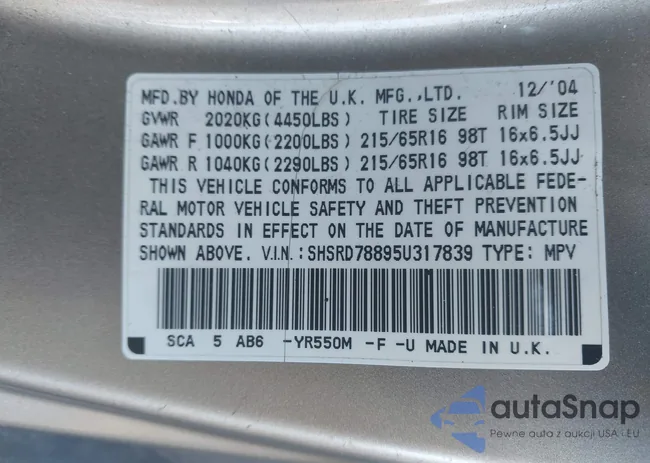 MFD.BY HONDA OF THE U.K. MFG.,LTD. 12/'04
GVWR 2020KG(4450LBS) TIRE SIZE RIM SIZE
GAWR F 1000KG(2200LBS) 215/65R16 98T 16x6.5JJ
GAWR R 1040KG(2290LBS) 215/65R16 98T 16x6.5JJ
THIS VEHICLE CONFORMS TO ALL APPLICABLE FEDE-
RAL MOTOR VEHICLE SAFETY AND THEFT PREVENTION
STANDARDS IN EFFECT ON THE DATE OF MANUFACTURE
SHOWN ABOVE. V.I.N.:SHSRD78895U317839 TYPE: MPV
SCA 5 AB6 -YR550M -F -U MADE IN U.K.
autaSnap
Pewne auta z aukcji USA i EU